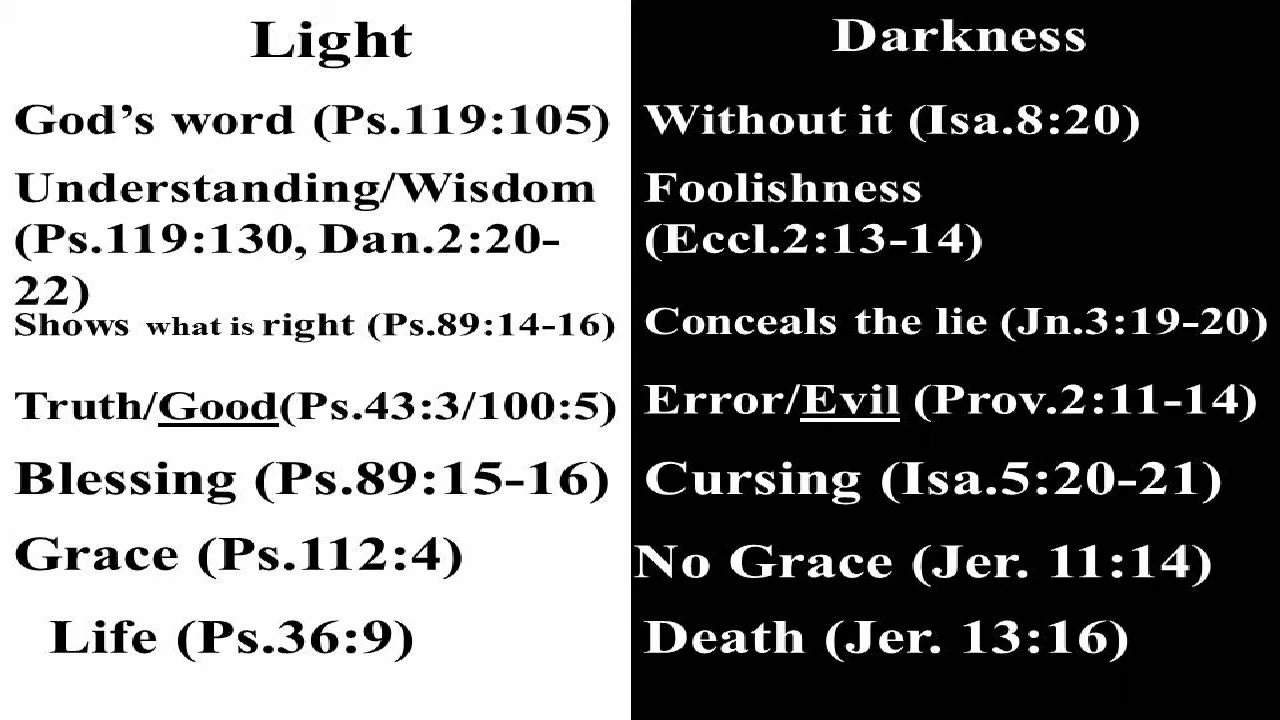 Light
God's word (Ps.119:105)
Understanding/Wisdom
(Ps.119:130, Dan.2:20-
22)
Shows what is right (Ps.89:14-16)
Truth/Good(Ps.43:3/100:5)
Blessing (Ps.89:15-16)
Grace (Ps.112:4)
Life (Ps.36:9)
Darkness
Without it (Isa.8:20)
Foolishness
(Eccl.2:13-14)
Conceals the lie (Jn.3:19-20)
Error/Evil (Prov.2:11-14)
Cursing (Isa.5:20-21)
No Grace (Jer. 11:14)
Death (Jer. 13:16)